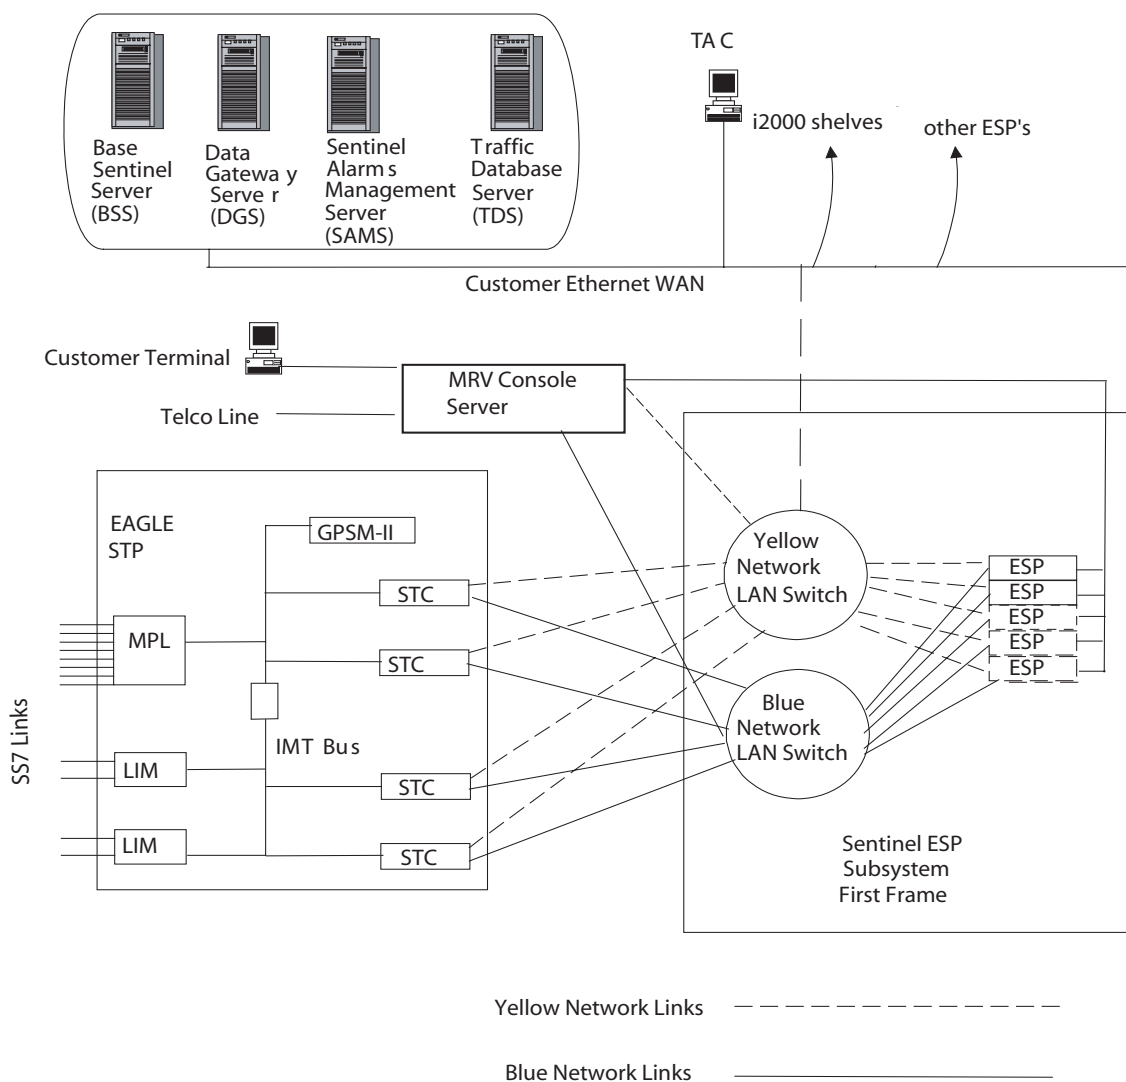 TA C
i2000 shelves
other ESP's
Base
Sentinel
Server
(BSS)
Data
Gatewa y
Serve r
(DGS)
Sentinel
Alarm s
Management
Server
(SAMS)
Traffic
Database
Server
(TDS)
Customer Ethernet WAN
Customer Terminal
MRV Console
Server
Telco Line
EAGLE
STP
GPSM-II
STC
MPL
STC
IMT Bus
LIM
STC
LIM
STC
SS7 Links
Yellow
Network
LAN Switch
Blue
Network
LAN Switch
ESP
ESP
ESP
ESP
ESP
Sentinel ESP
Subsystem
First Frame
Yellow Network Links
Blue Network Links